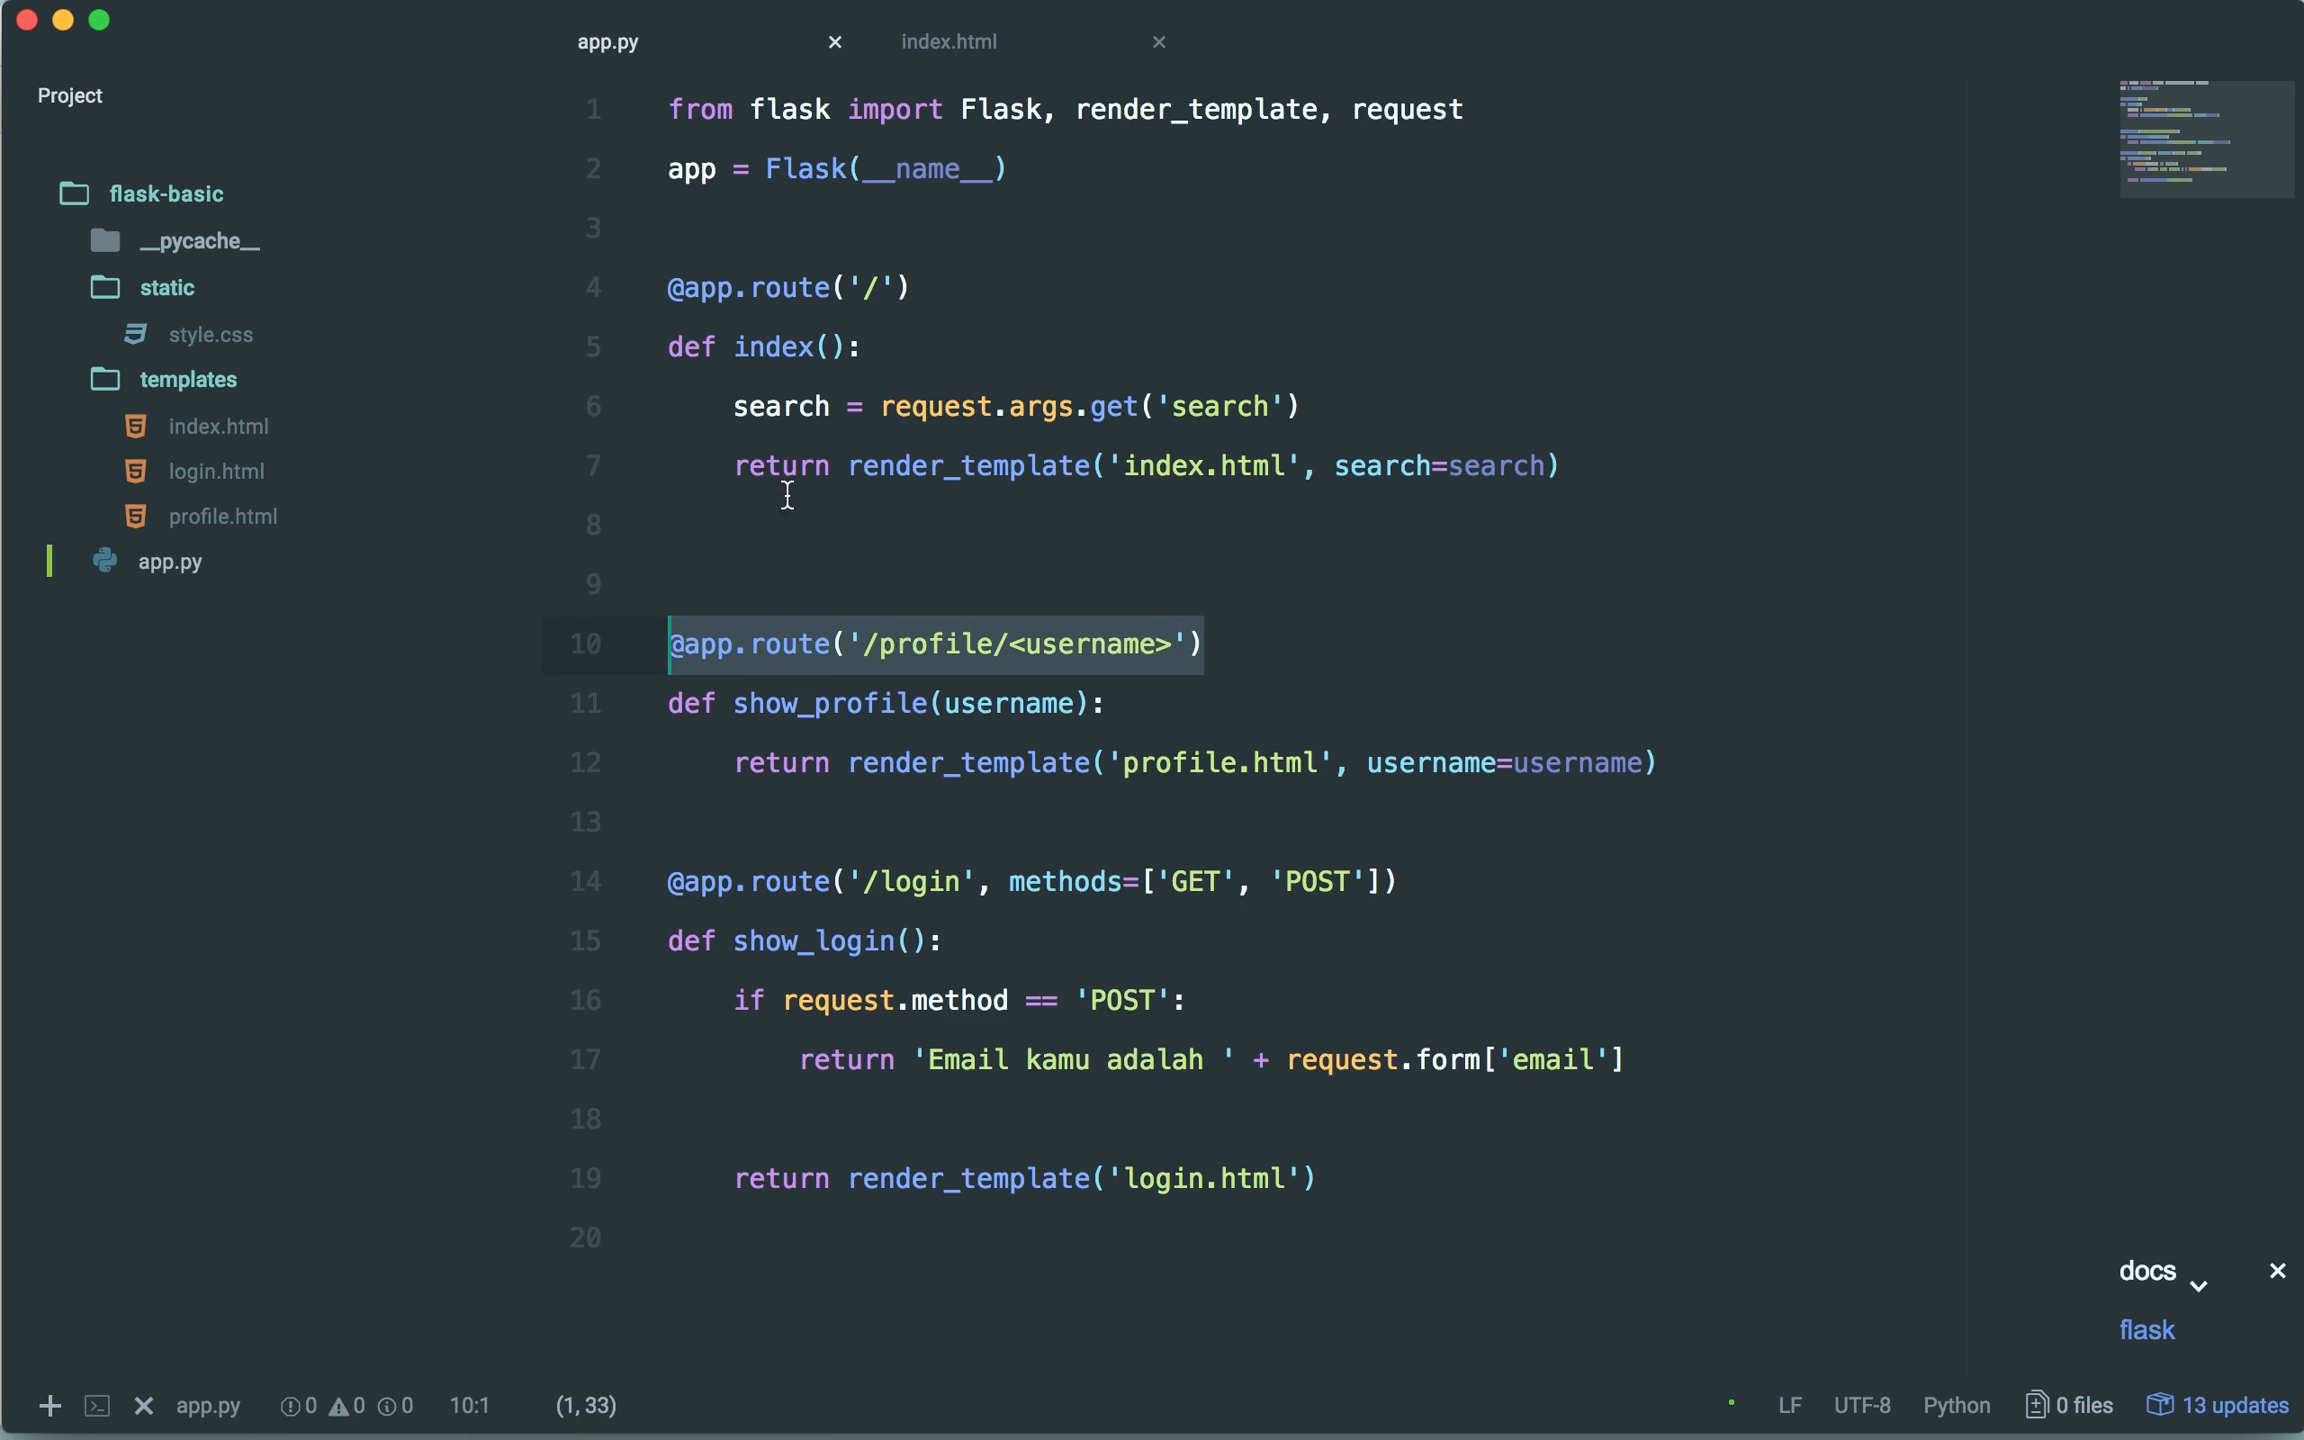 app.py
index.html
Project
flask-basic
__pycache__
static
style.css
templates
index.html
login.html
profile.html
app.py
1 from flask import Flask, render_template, request
2 app = Flask(__name__)
3
4 @app.route('/')
5 def index():
6     search = request.args.get('search')
7     return render_template('index.html', search=search)
8
9
10 @app.route('/profile/<username>')
11 def show_profile(username):
12     return render_template('profile.html', username=username)
13
14 @app.route('/login', methods=['GET', 'POST'])
15 def show_login():
16     if request.method == 'POST':
17         return 'Email kamu adalah ' + request.form['email']
18
19     return render_template('login.html')
20
docs
flask
app.py 0 0 0 10:1 (1, 33) LF UTF-8 Python 0 files 13 updates